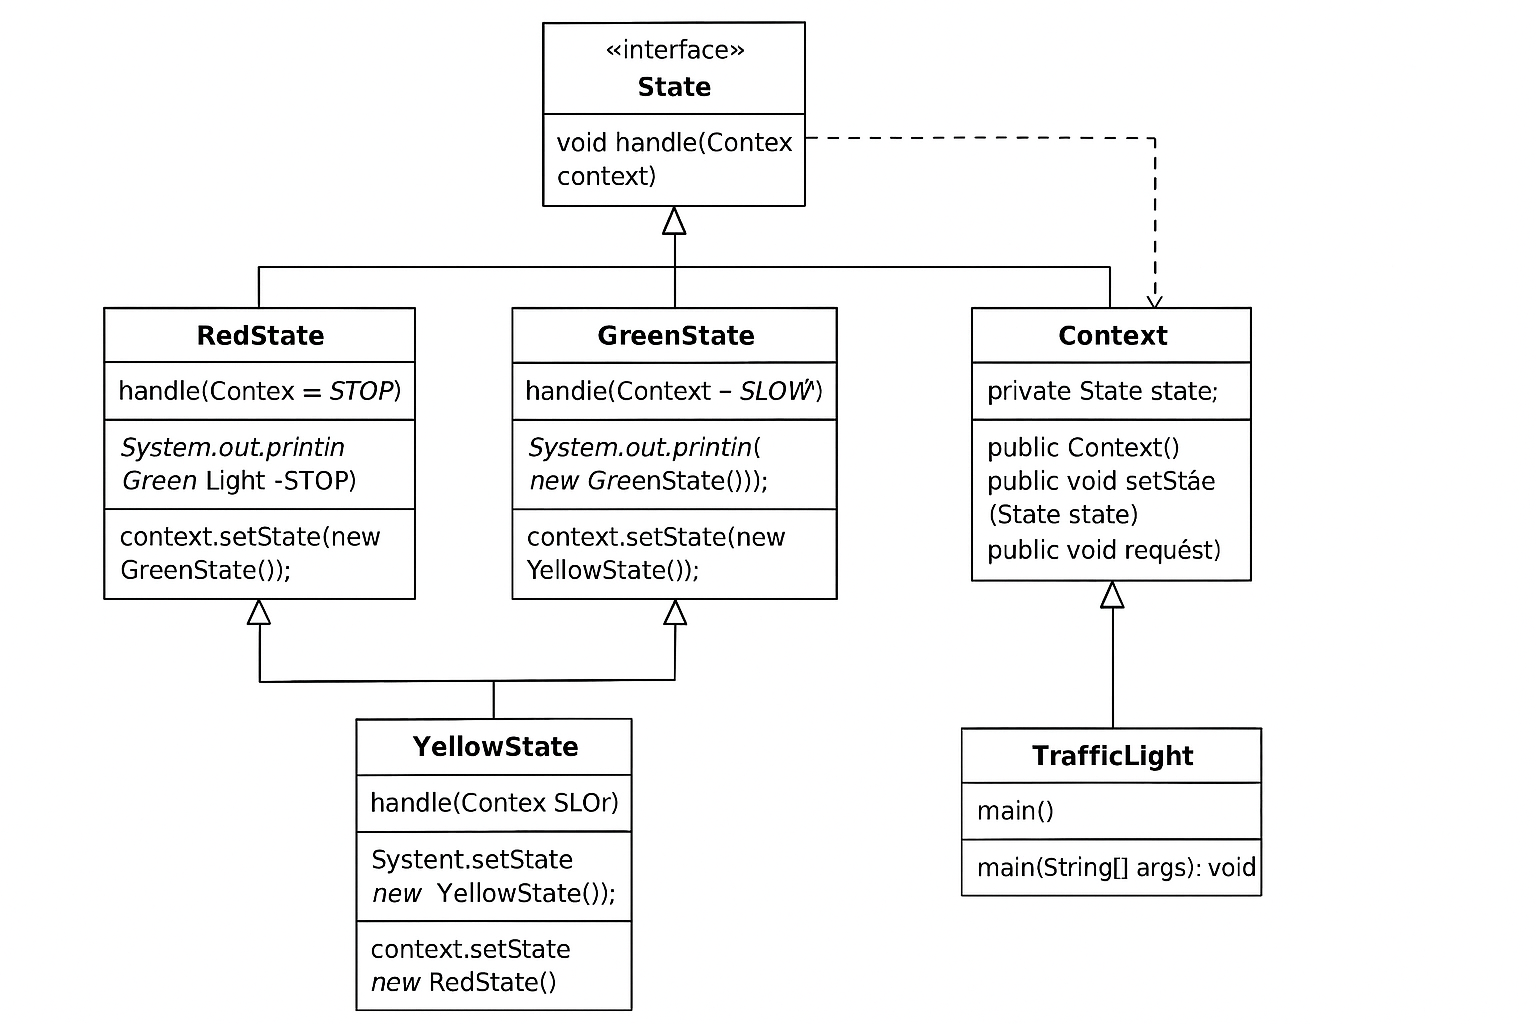 «interface»
State
void handle(Contex
context)
RedState
handle(Contex = STOP)
System.out.printin
Green Light -STOP)
context.setState(new
GreenState());
GreenState
handie(Context – SLOW)
System.out.printin(
new GreenState()));
context.setState(new
YellowState());
Context
private State state;
public Context()
public void setStáe
(State state)
public void requést)
YellowState
handle(Contex SLOr)
Systent.setState
new YellowState());
context.setState
new RedState()
TrafficLight
main()
main(String[] args): void